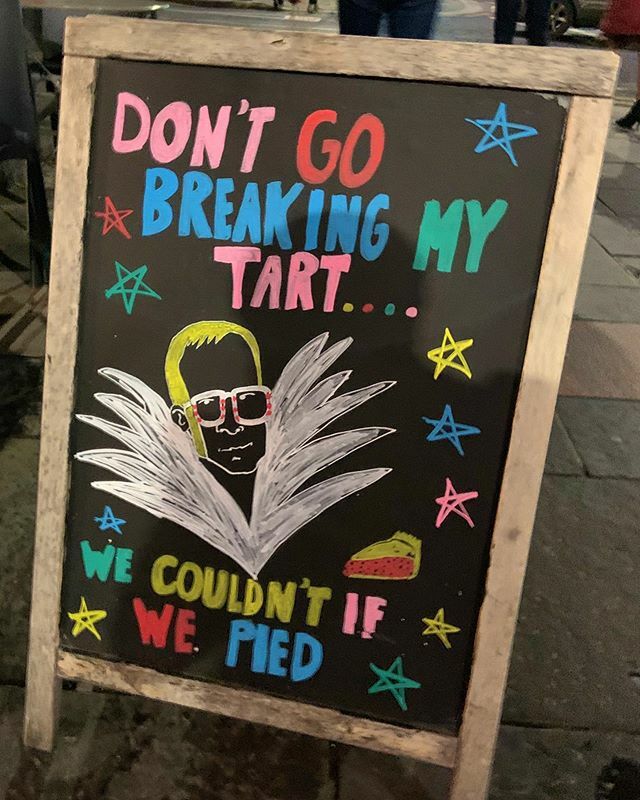 DON'T GO
BREAKING MY
TART....
WE COULDN'T IF
WE PIED